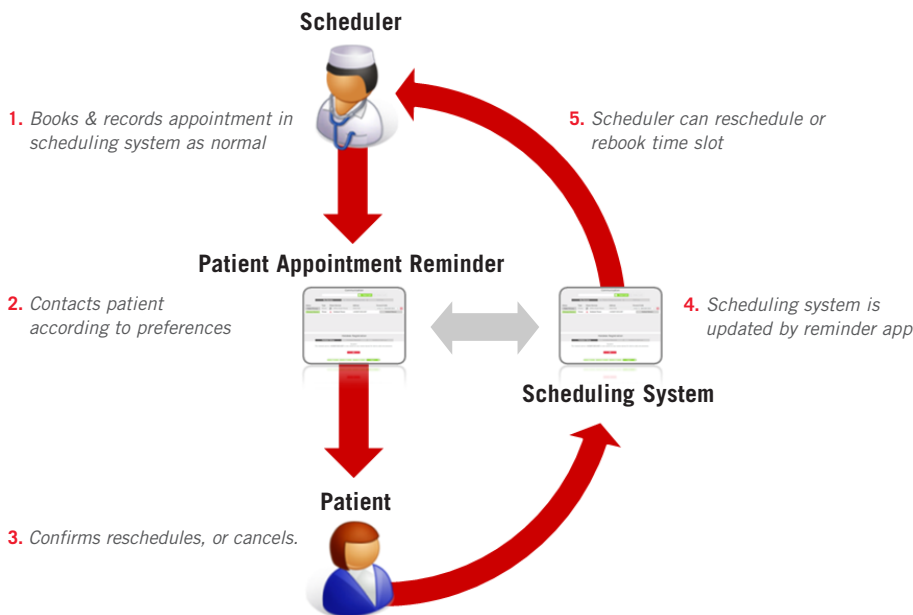 Scheduler
1. Books & records appointment in
scheduling system as normal
5. Scheduler can reschedule or
rebook time slot
Patient Appointment Reminder
2. Contacts patient
according to preferences
4. Scheduling system is
updated by reminder app
Scheduling System
Patient
3. Confirms reschedules, or cancels.